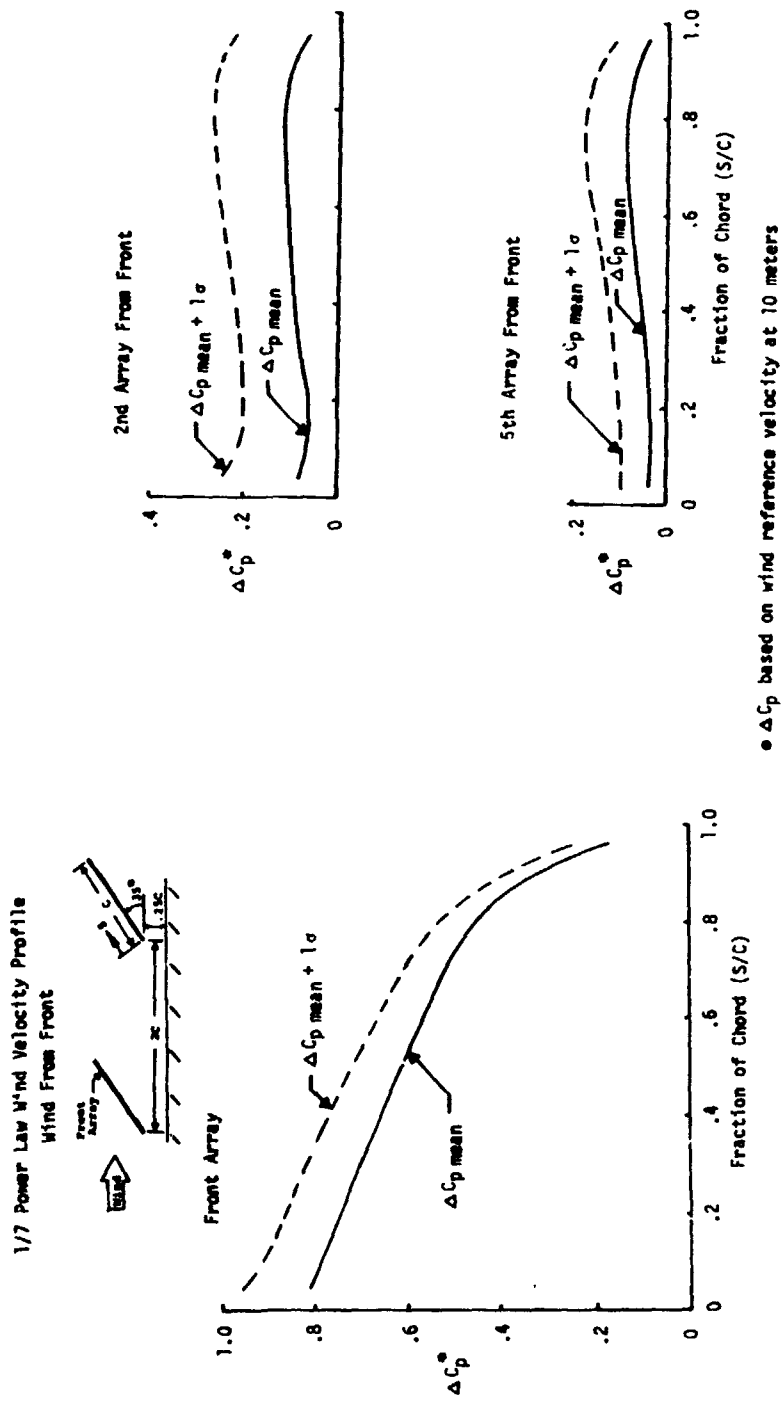 1/7 Power Law Wind Velocity Profile
Wind From Front
Wind
Front
Array
2C
S
C
.25C
Front Array
1.0
.8
.6
.4
.2
0
ΔCp*
ΔCp mean + 1σ
ΔCp mean
0
.2
.4
.6
.8
1.0
Fraction of Chord (S/C)
2nd Array From Front
.4
.2
0
ΔCp*
ΔCp mean + 1σ
ΔCp mean
5th Array From Front
.2
0
ΔCp*
ΔCp mean + 1σ
ΔCp mean
0
.2
.4
.6
.8
1.0
Fraction of Chord (S/C)
• ΔCp based on wind reference velocity at 10 meters